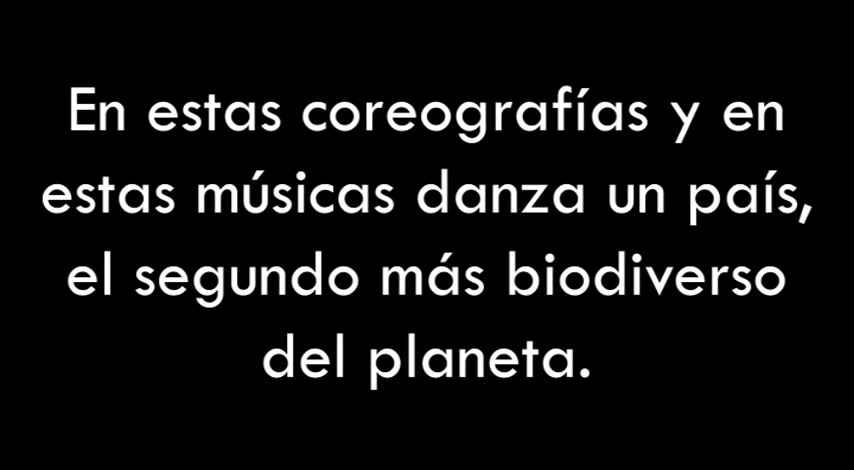 En estas coreografías y en
estas músicas danza un país,
el segundo más biodiverso
del planeta.